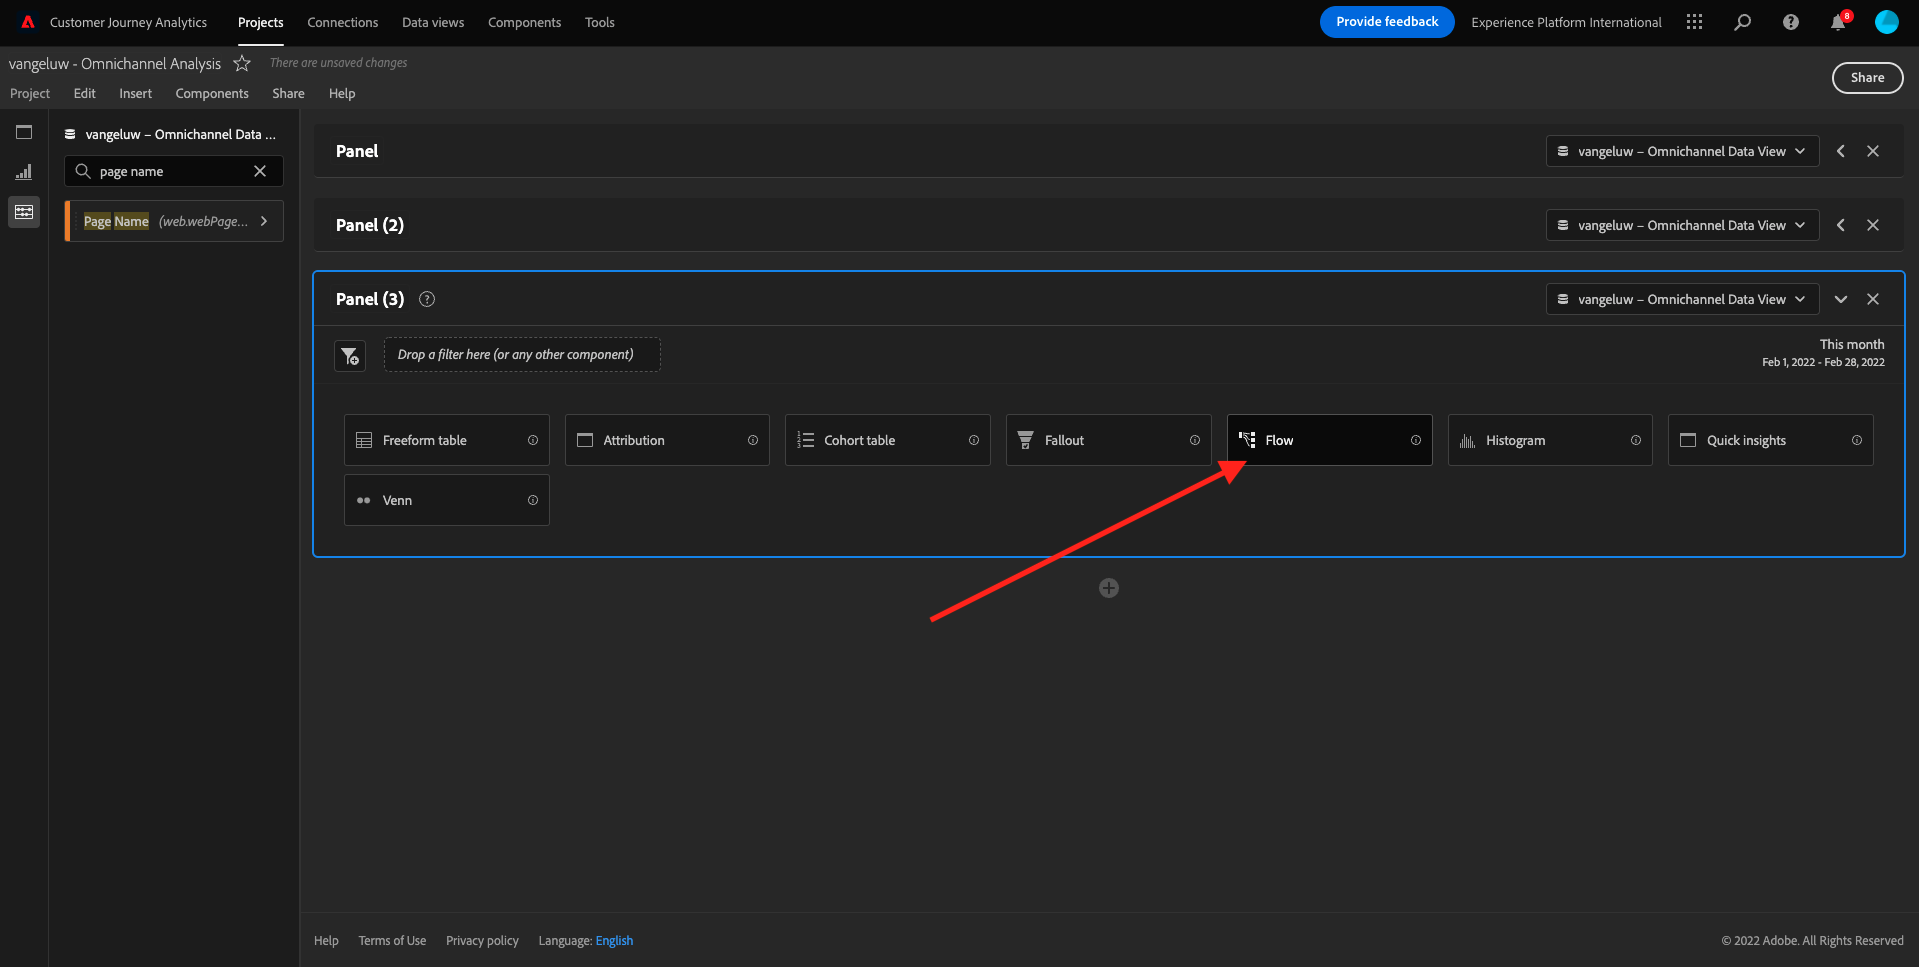 Customer Journey Analytics Projects Connections Data views Components Tools Provide feedback Experience Platform International 8
vangeluw - Omnichannel Analysis There are unsaved changes
Share
Project Edit Insert Components Share Help
vangeluw – Omnichannel Data ...
page name
Page Name (web.webPage...
Panel vangeluw – Omnichannel Data View
Panel (2) vangeluw – Omnichannel Data View
Panel (3) ? vangeluw – Omnichannel Data View
Drop a filter here (or any other component)
This month
Feb 1, 2022 - Feb 28, 2022
Freeform table Attribution Cohort table Fallout Flow Histogram Quick insights
Venn
Help Terms of Use Privacy policy Language: English © 2022 Adobe. All Rights Reserved